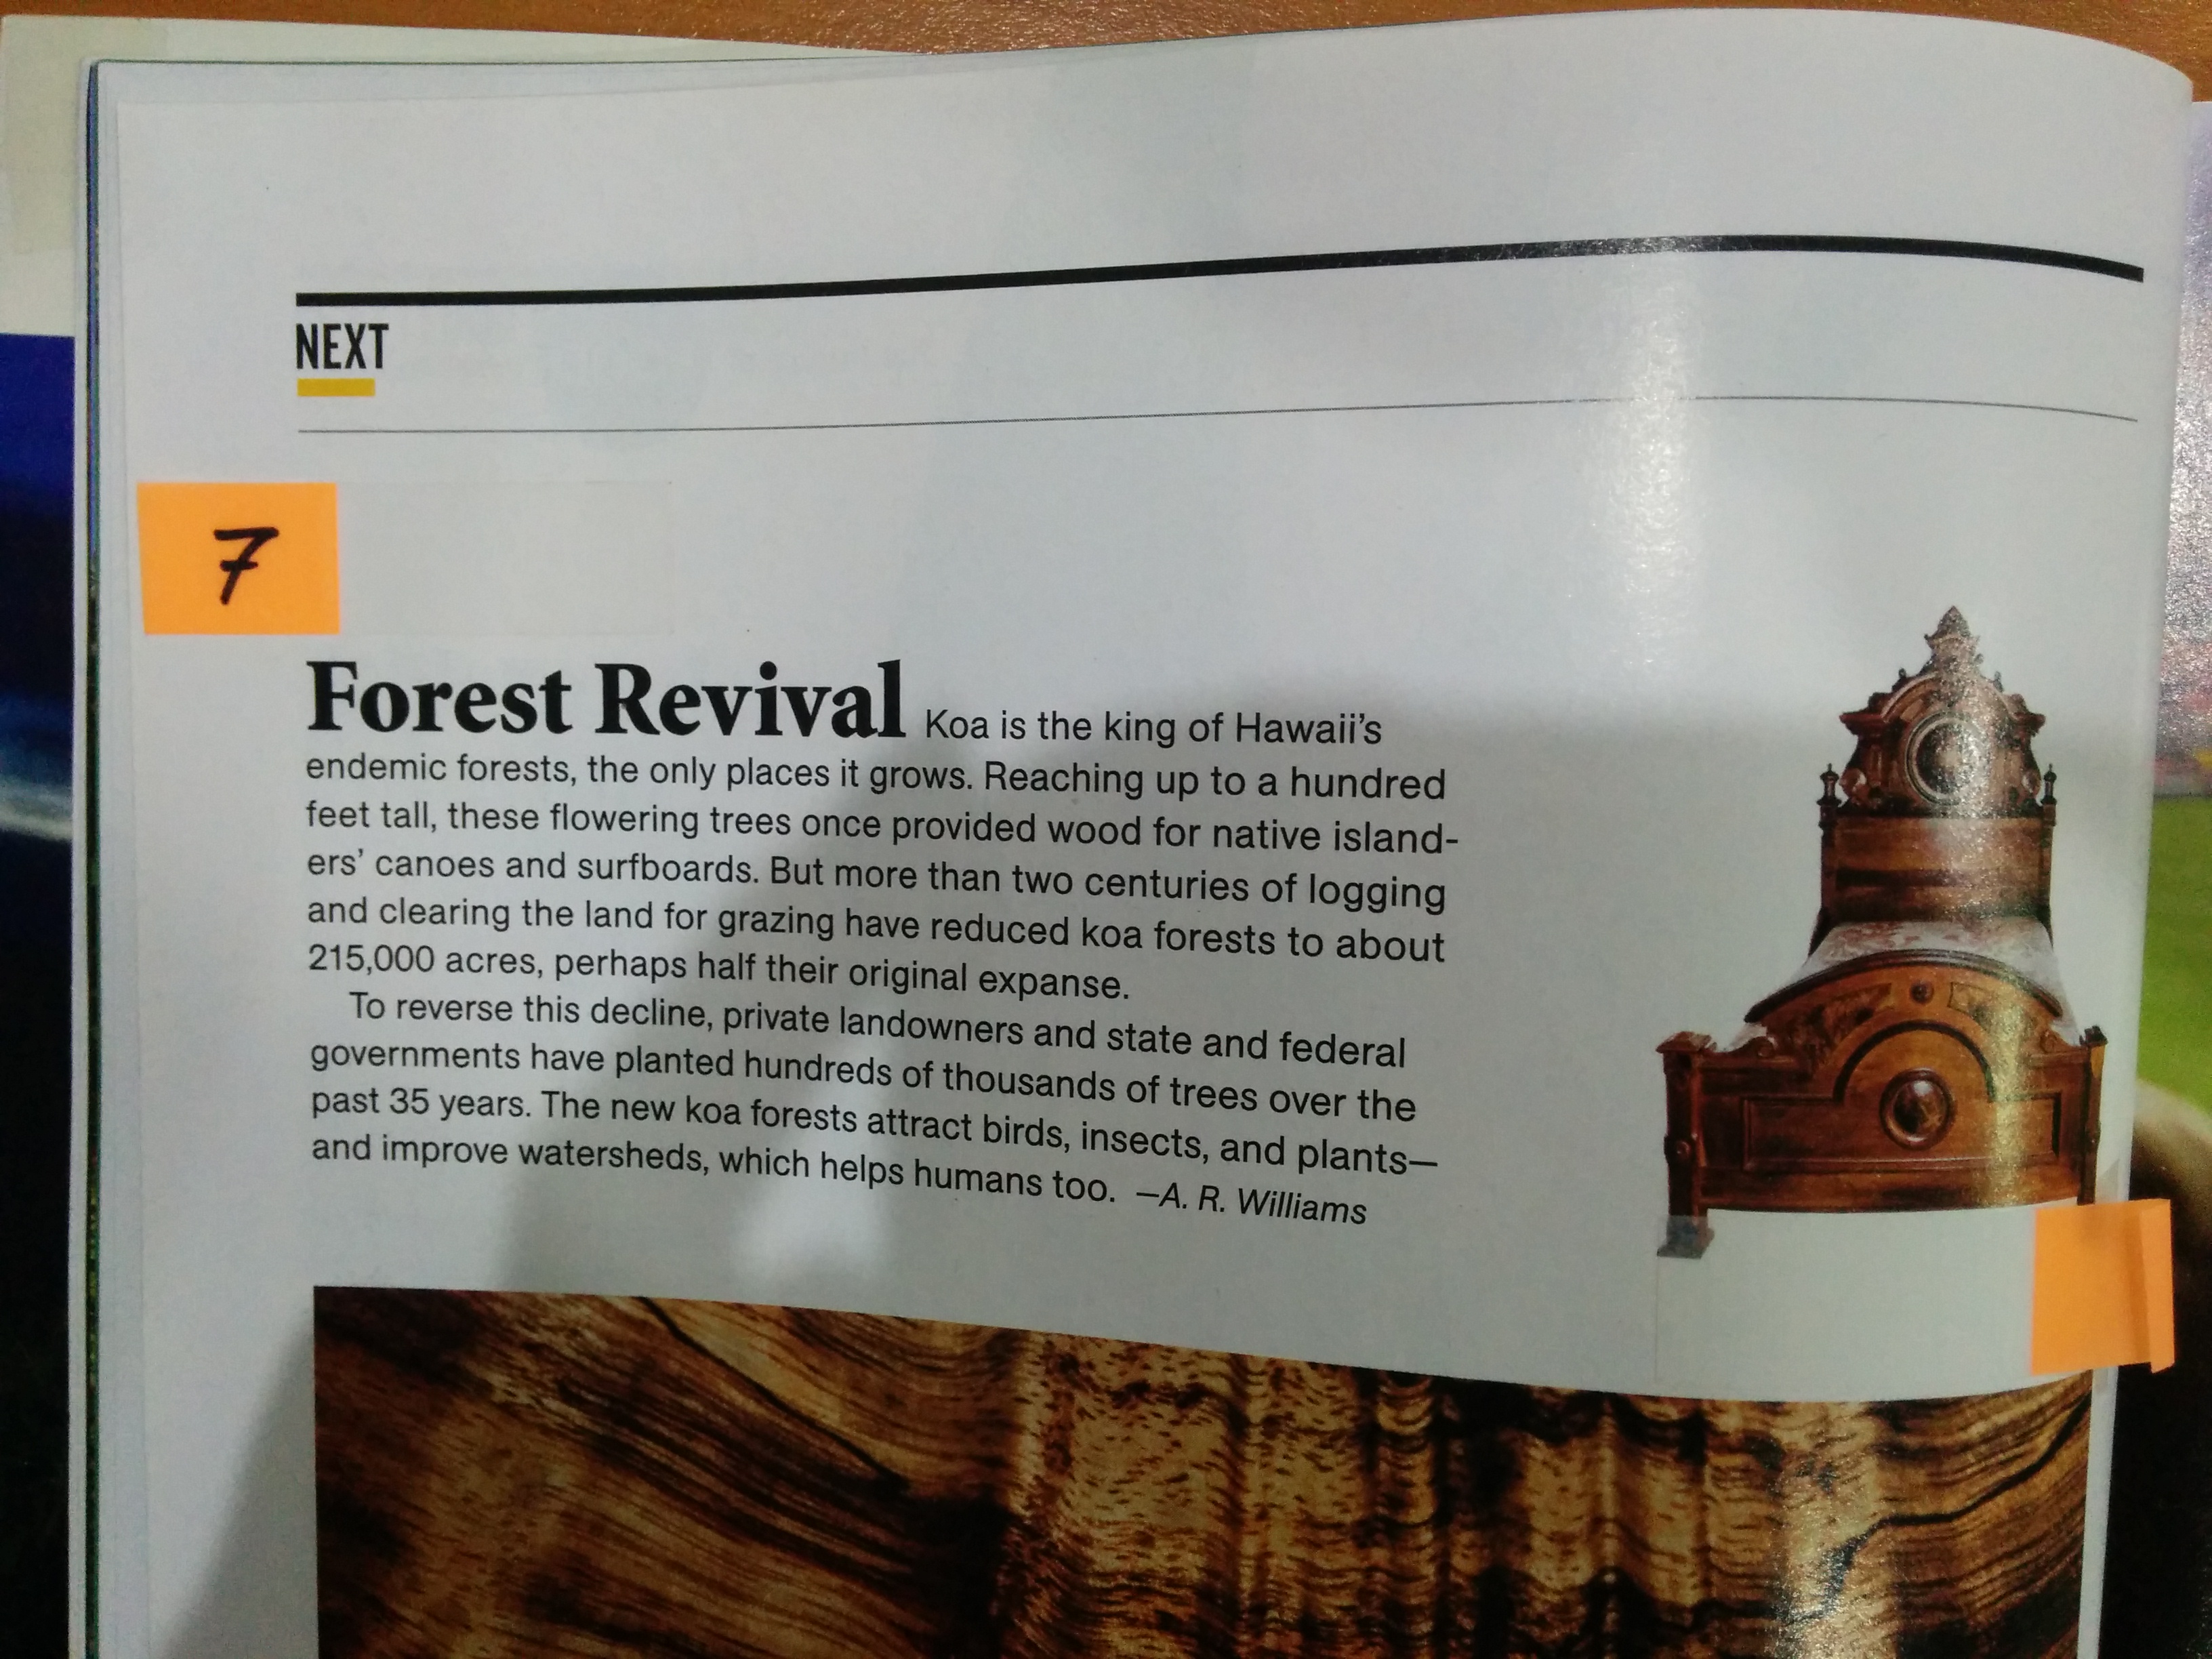 NEXT
7
Forest Revival Koa is the king of Hawaii's
endemic forests, the only places it grows. Reaching up to a hundred
feet tall, these flowering trees once provided wood for native island-
ers' canoes and surfboards. But more than two centuries of logging
and clearing the land for grazing have reduced koa forests to about
215,000 acres, perhaps half their original expanse.
To reverse this decline, private landowners and state and federal
governments have planted hundreds of thousands of trees over the
past 35 years. The new koa forests attract birds, insects, and plants—
and improve watersheds, which helps humans too. —A. R. Williams